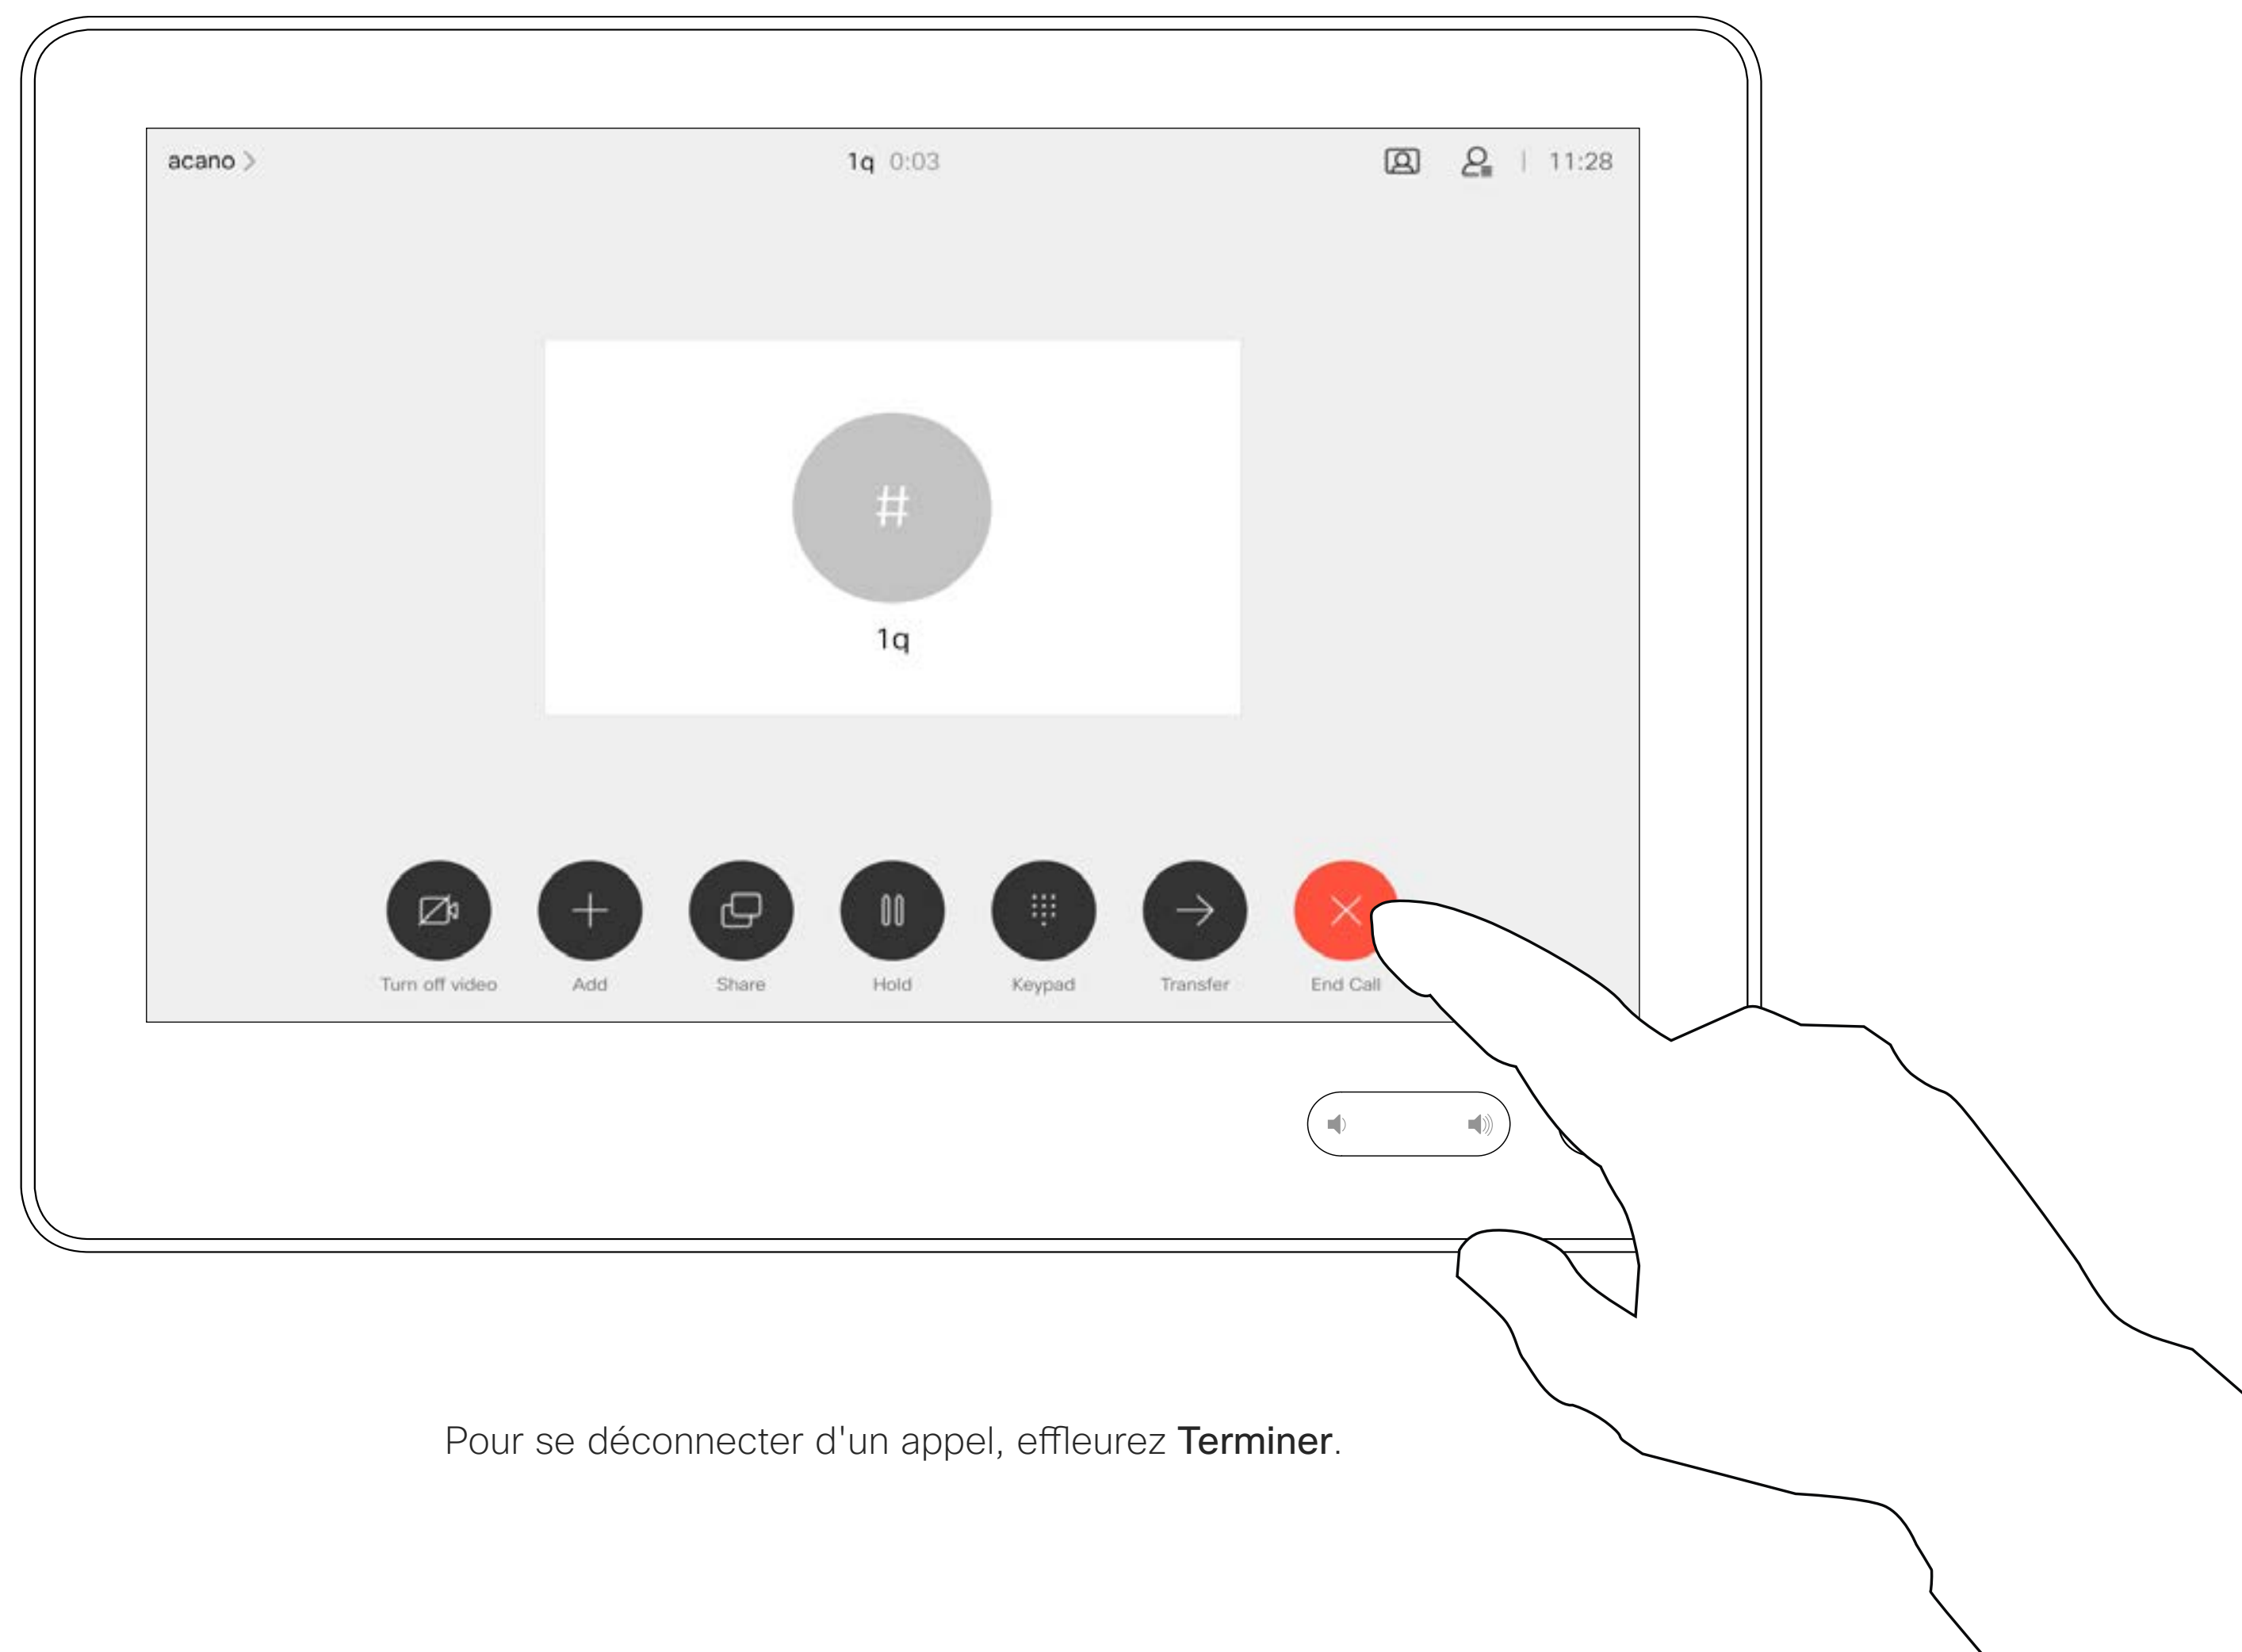 acano
1q 0:03
11:28
#
1q
Turn off video
Add
Share
Hold
Keypad
Transfer
End Call
Pour se déconnecter d'un appel, effleurez Terminer.